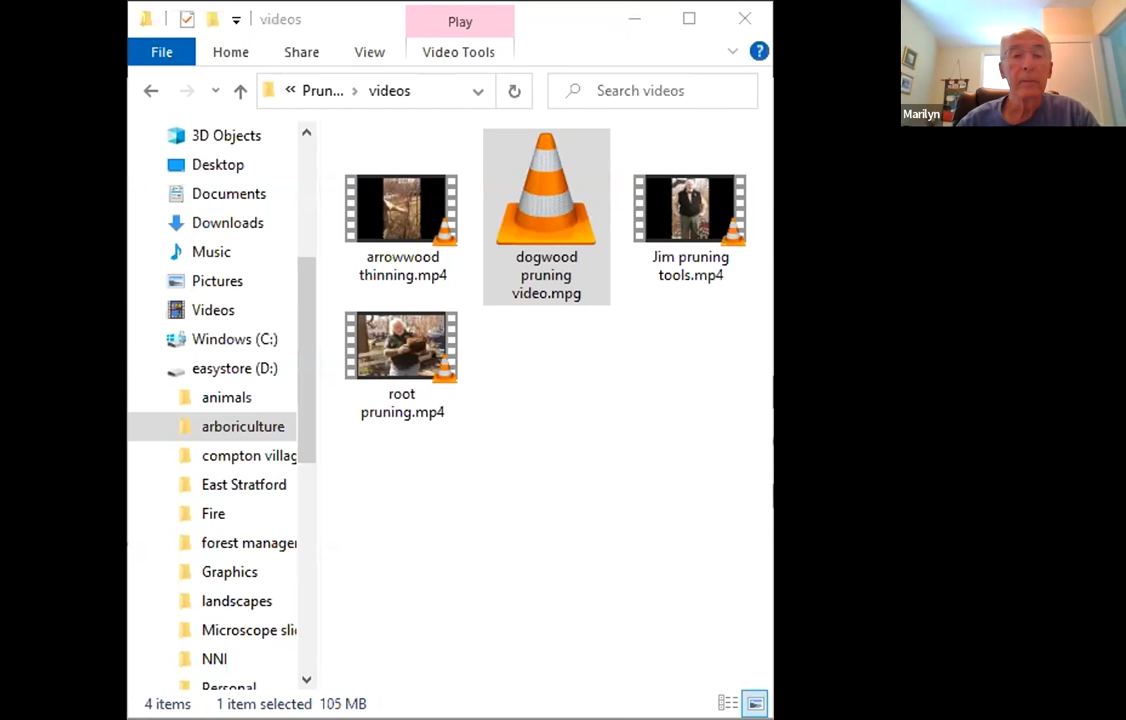 videos
Play
File
Home
Share
View
Video Tools
?
« Prun... > videos
Search videos
3D Objects
Desktop
Documents
Downloads
Music
Pictures
Videos
Windows (C:)
easystore (D:)
animals
arboriculture
compton villag
East Stratford
Fire
forest manager
Graphics
landscapes
Microscope sli
NNI
Personal
arrowwood
thinning.mp4
dogwood
pruning
video.mpg
Jim pruning
tools.mp4
root
pruning.mp4
4 items
1 item selected 105 MB
Marilyn